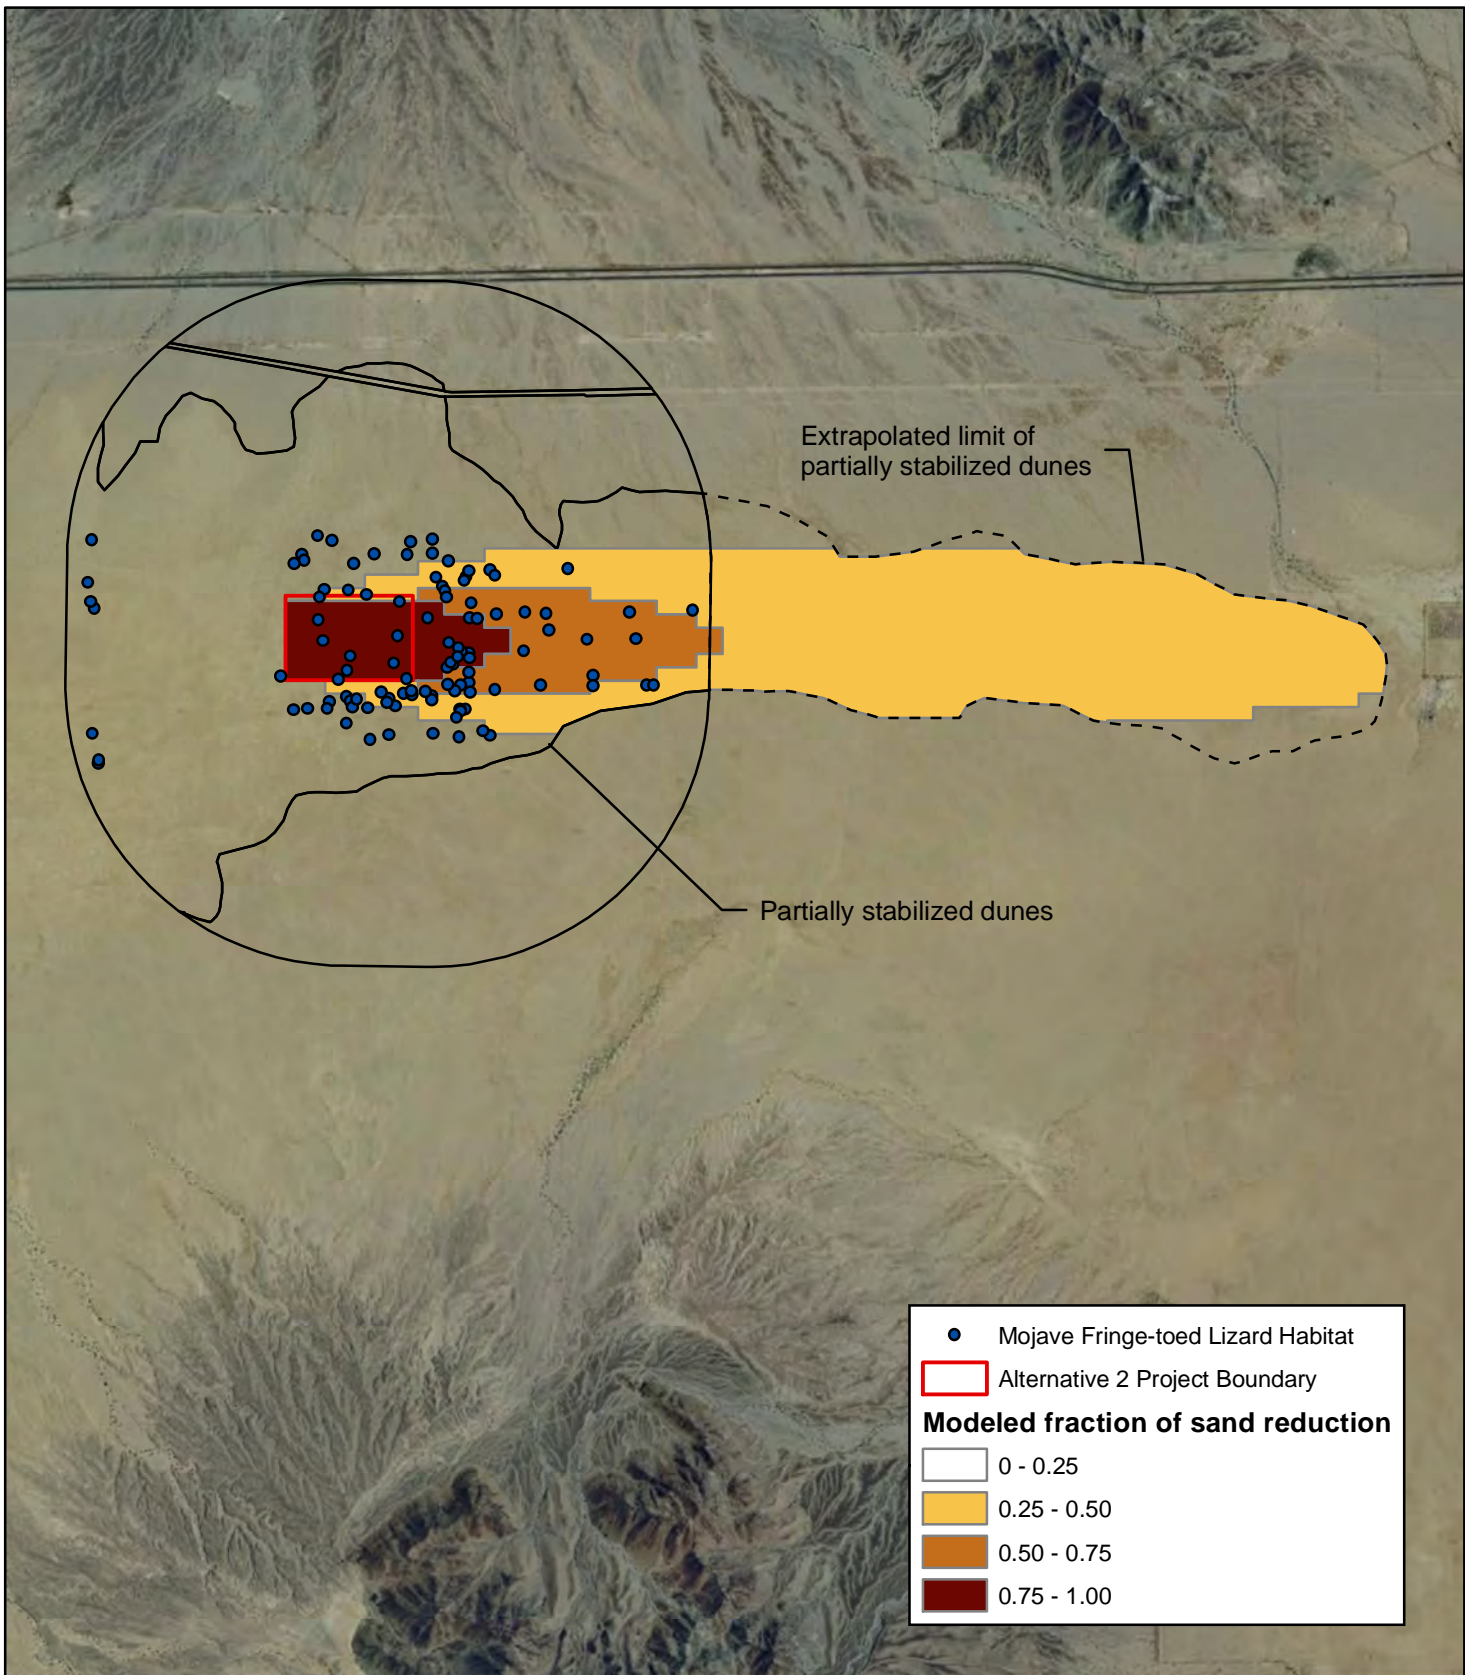 Extrapolated limit of
partially stabilized dunes
Partially stabilized dunes
Mojave Fringe-toed Lizard Habitat
Alternative 2 Project Boundary
Modeled fraction of sand reduction
0 - 0.25
0.25 - 0.50
0.50 - 0.75
0.75 - 1.00